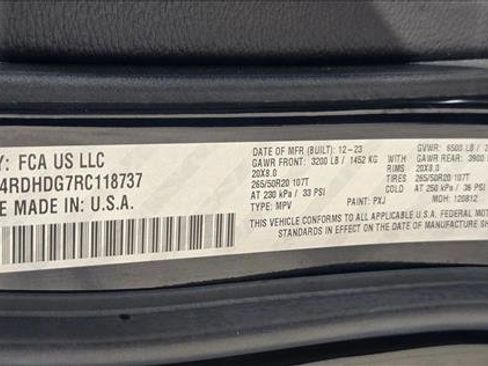 Y: FCA US LLC
4RDHDG7RC118737
E MADE IN: U.S.A.
DATE OF MFR (BUILT): 12-23 GVWR: 6500 LB / 2
GAWR FRONT: 3200 LB / 1452 KG GAWR REAR: 3900
20X8.0 RIMS 20X8.0
265/50R20 107T TIRES 265/50R20 107T
AT 230 kPa / 33 PSI AT 250 kPa / 36 PSI
TYPE: MPV PAINT: PXJ MDH: 120812
THIS VEHICLE CONFORMS TO ALL APPLICABLE U.S.A. FEDERAL MOT
STANDARDS IN EFFECT ON THE DATE OF MANUFACTURE